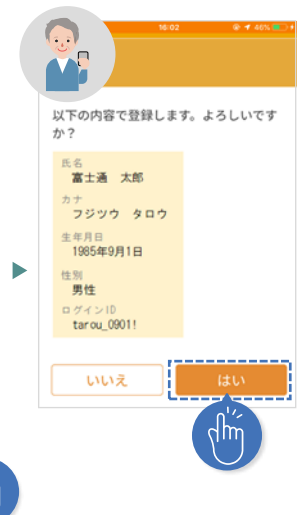 16:02
46%
以下の内容で登録します。よろしいです
か？
氏名
富士通　太郎
カナ
フジツウ　タロウ
生年月日
1985年9月1日
性別
男性
ログインID
tarou_0901!
いいえ
はい